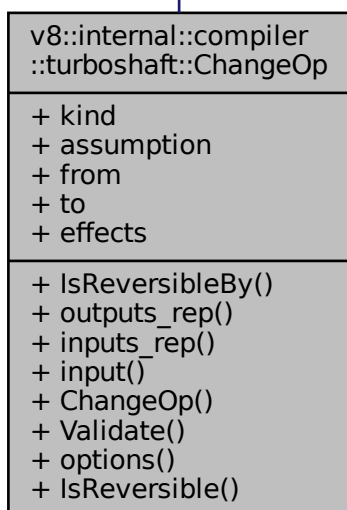 v8::internal::compiler
::turboshaft::ChangeOp
+ kind
+ assumption
+ from
+ to
+ effects
+ IsReversibleBy()
+ outputs_rep()
+ inputs_rep()
+ input()
+ ChangeOp()
+ Validate()
+ options()
+ IsReversible()